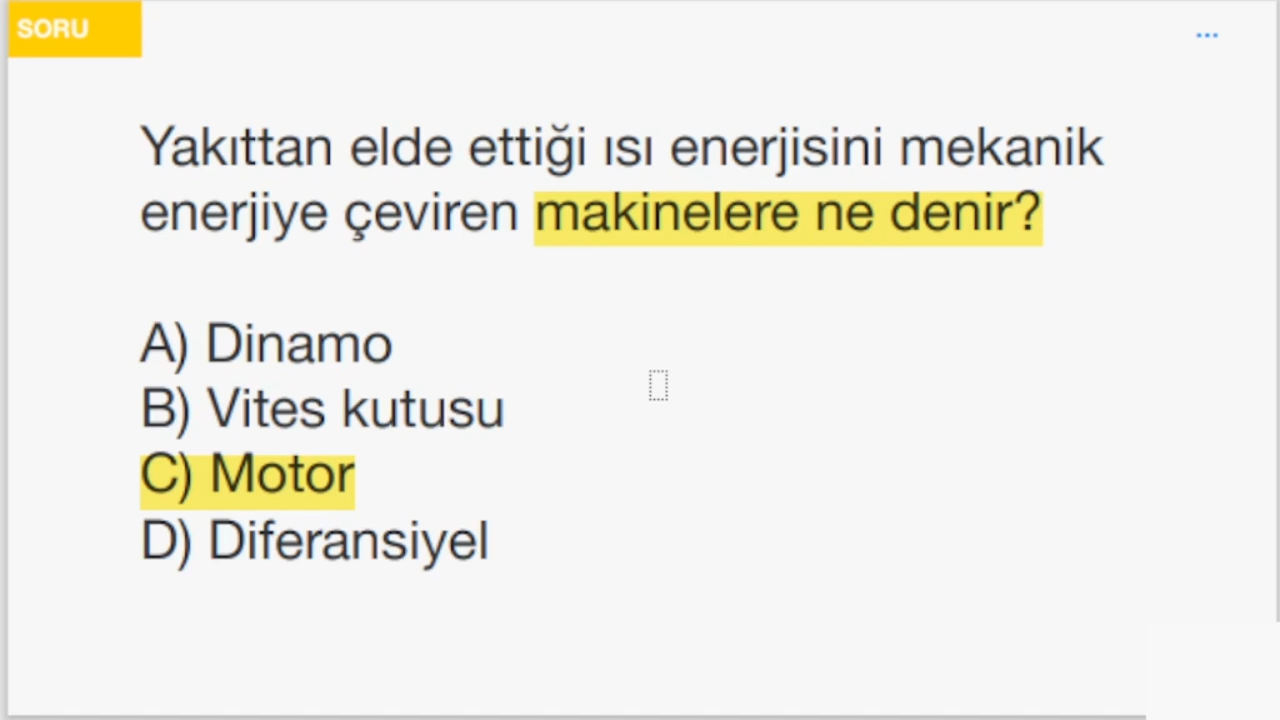 SORU
...
Yakıttan elde ettiği ısı enerjisini mekanik
enerjiye çeviren makinelere ne denir?
A) Dinamo
B) Vites kutusu
C) Motor
D) Diferansiyel